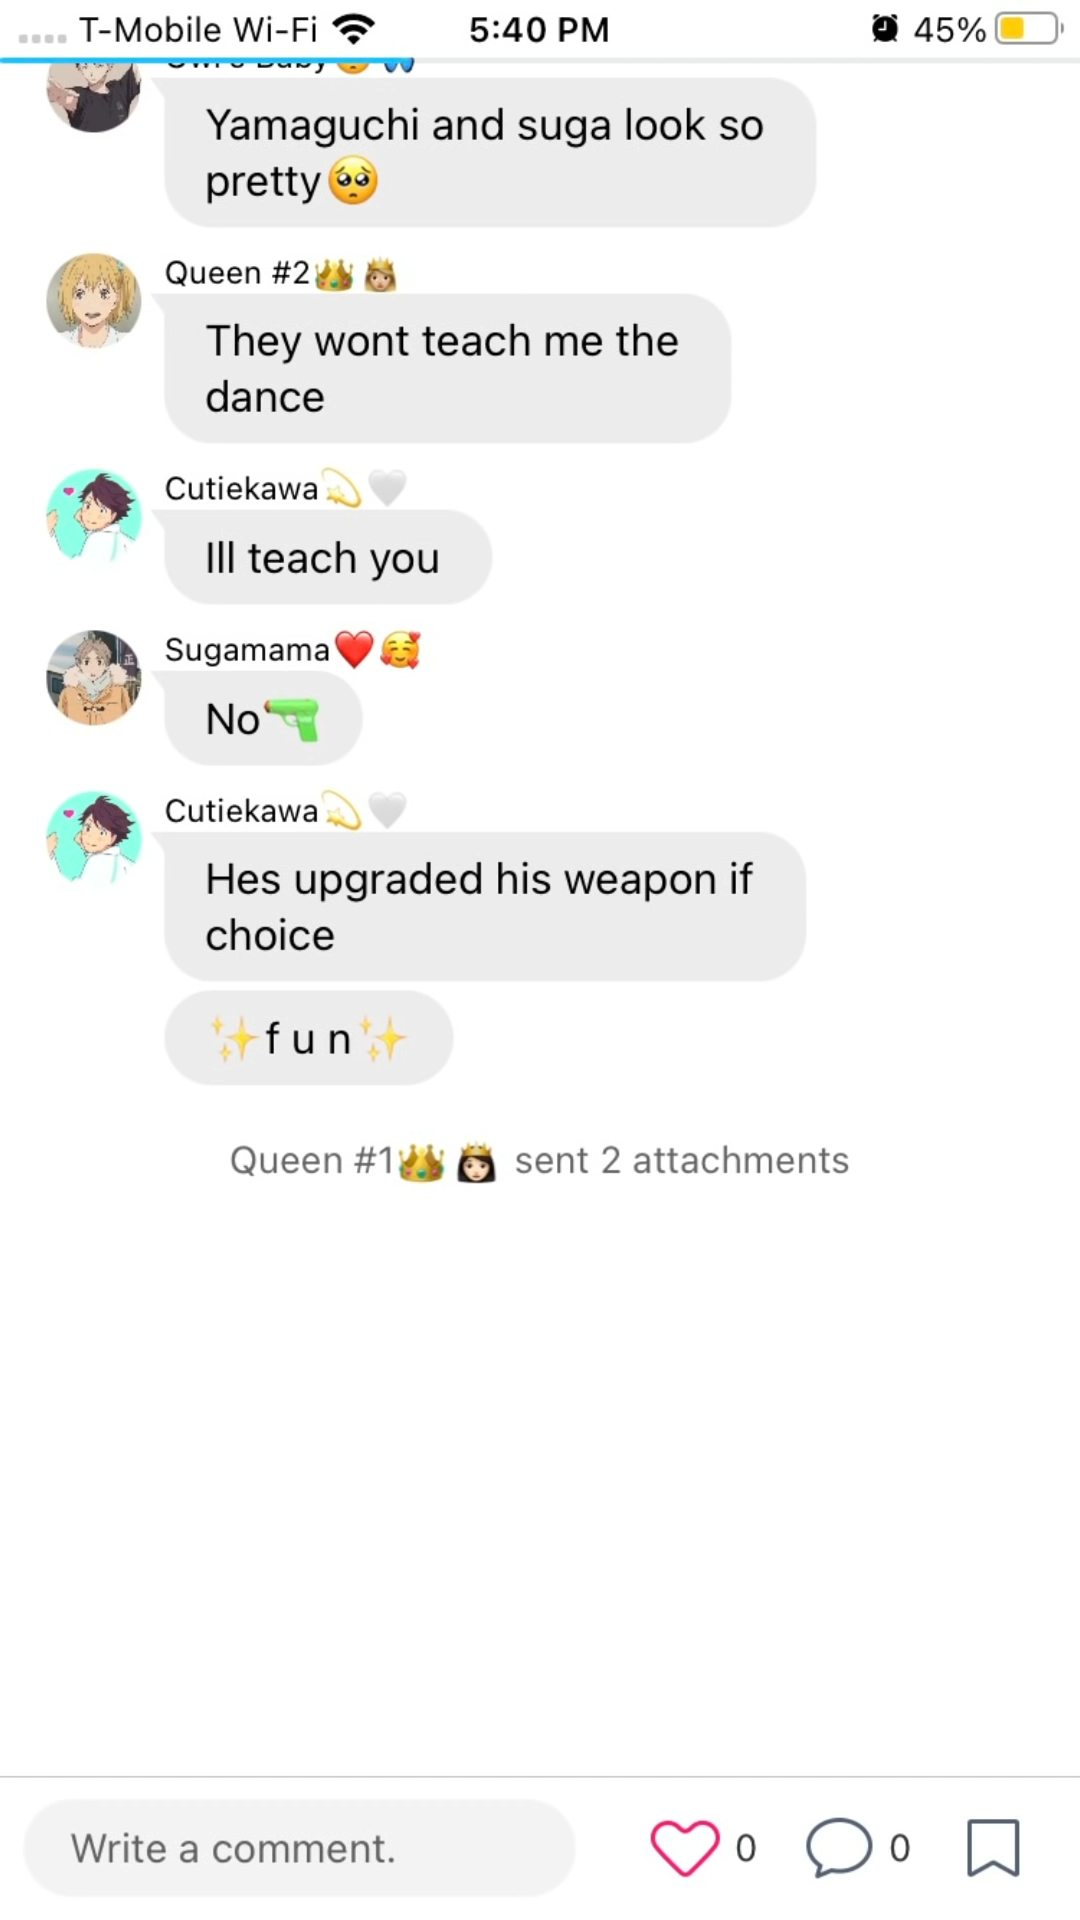 T-Mobile Wi-Fi 5:40 PM 45%
Yamaguchi and suga look so
pretty🥺
Queen #2👑👸🏼
They wont teach me the
dance
Cutiekawa💫🤍
Ill teach you
Sugamama❤️🥰
No🔫
Cutiekawa💫🤍
Hes upgraded his weapon if
choice
✨f u n✨
Queen #1👑👸🏻 sent 2 attachments
Write a comment. 0 0